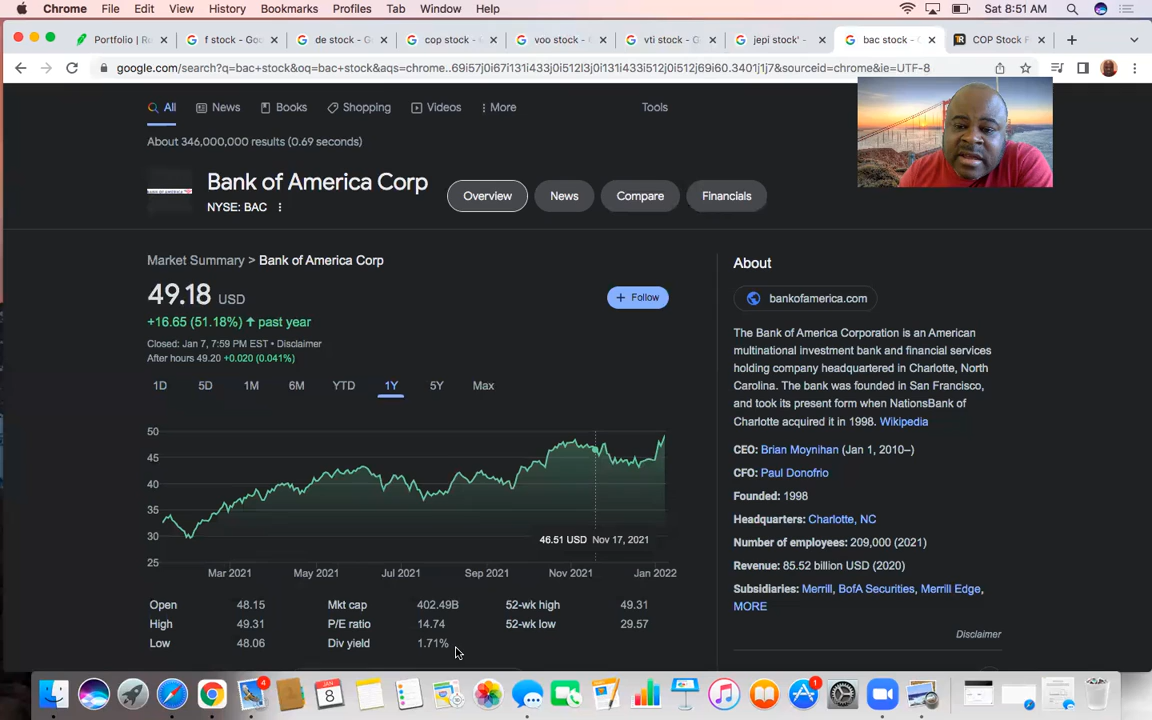 Chrome File Edit View History Bookmarks Profiles Tab Window Help Sat 8:51 AM
Portfolio | Ro f stock - Goo de stock - Go cop stock - voo stock - G vti stock - G jepi stock' - bac stock - COP Stock F
google.com/search?q=bac+stock&oq=bac+stock&aqs=chrome..69i57j0i67i131i433j0i512l3j0i131i433i512j0i512j69i60.3401j1j7&sourceid=chrome&ie=UTF-8
All News Books Shopping Videos More Tools
About 346,000,000 results (0.69 seconds)
BANK OF AMERICA
Bank of America Corp
NYSE: BAC
Overview News Compare Financials
Market Summary > Bank of America Corp
49.18 USD
+ Follow
+16.65 (51.18%) ↑ past year
Closed: Jan 7, 7:59 PM EST • Disclaimer
After hours 49.20 +0.020 (0.041%)
1D 5D 1M 6M YTD 1Y 5Y Max
50
45
40
35
30
25
46.51 USD Nov 17, 2021
Mar 2021 May 2021 Jul 2021 Sep 2021 Nov 2021 Jan 2022
Open 48.15 Mkt cap 402.49B 52-wk high 49.31
High 49.31 P/E ratio 14.74 52-wk low 29.57
Low 48.06 Div yield 1.71%
About
bankofamerica.com
The Bank of America Corporation is an American
multinational investment bank and financial services
holding company headquartered in Charlotte, North
Carolina. The bank was founded in San Francisco,
and took its present form when NationsBank of
Charlotte acquired it in 1998. Wikipedia
CEO: Brian Moynihan (Jan 1, 2010–)
CFO: Paul Donofrio
Founded: 1998
Headquarters: Charlotte, NC
Number of employees: 209,000 (2021)
Revenue: 85.52 billion USD (2020)
Subsidiaries: Merrill, BofA Securities, Merrill Edge,
MORE
Disclaimer
4
8
1